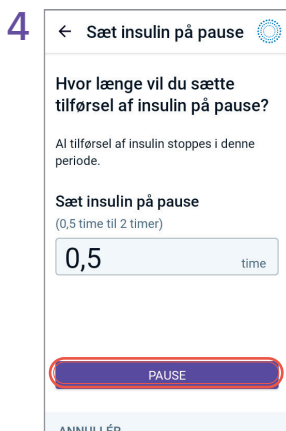 4
Sæt insulin på pause
Hvor længe vil du sætte
tilførsel af insulin på pause?
Al tilførsel af insulin stoppes i denne
periode.
Sæt insulin på pause
(0,5 time til 2 timer)
0,5 time
PAUSE
ANNULLÉR